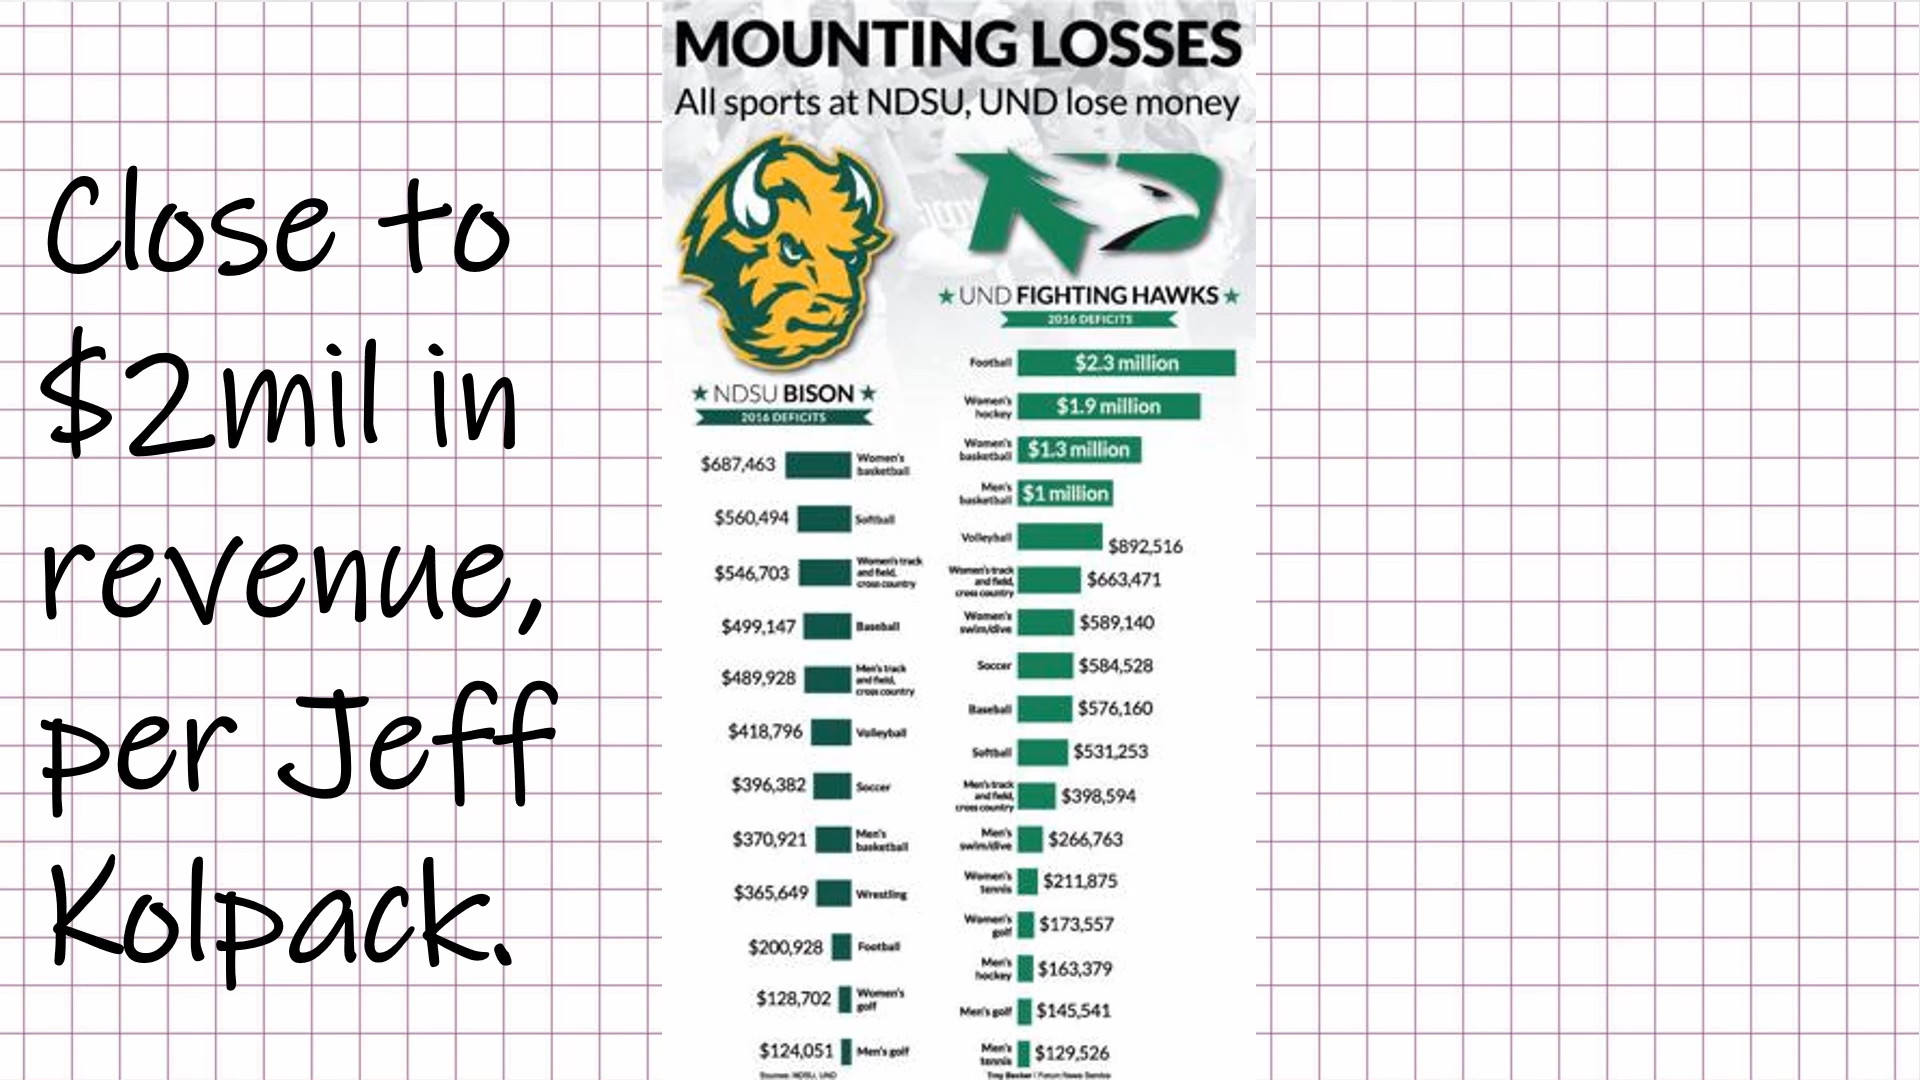 Close to
$2mil in
revenue,
per Jeff
Kolpack.
MOUNTING LOSSES
All sports at NDSU, UND lose money
★ NDSU BISON ★
2016 DEFICITS
$687,463 Women's
basketball
$560,494 Softball
$546,703 Women's track
and field,
cross country
$499,147 Baseball
$489,928 Men's track
and field,
cross country
$418,796 Volleyball
$396,382 Soccer
$370,921 Men's
basketball
$365,649 Wrestling
$200,928 Football
$128,702 Women's
golf
$124,051 Men's golf
Sources: NDSU, UND
★ UND FIGHTING HAWKS ★
2016 DEFICITS
Football $2.3 million
Women's
hockey $1.9 million
Women's
basketball $1.3 million
Men's
basketball $1 million
Volleyball $892,516
Women's track
and field,
cross country $663,471
Women's
swim/dive $589,140
Soccer $584,528
Baseball $576,160
Softball $531,253
Men's track
and field,
cross country $398,594
Men's
swim/dive $266,763
Women's
tennis $211,875
Women's
golf $173,557
Men's
hockey $163,379
Men's golf $145,541
Men's
tennis $129,526
Troy Becker / Forum News Service